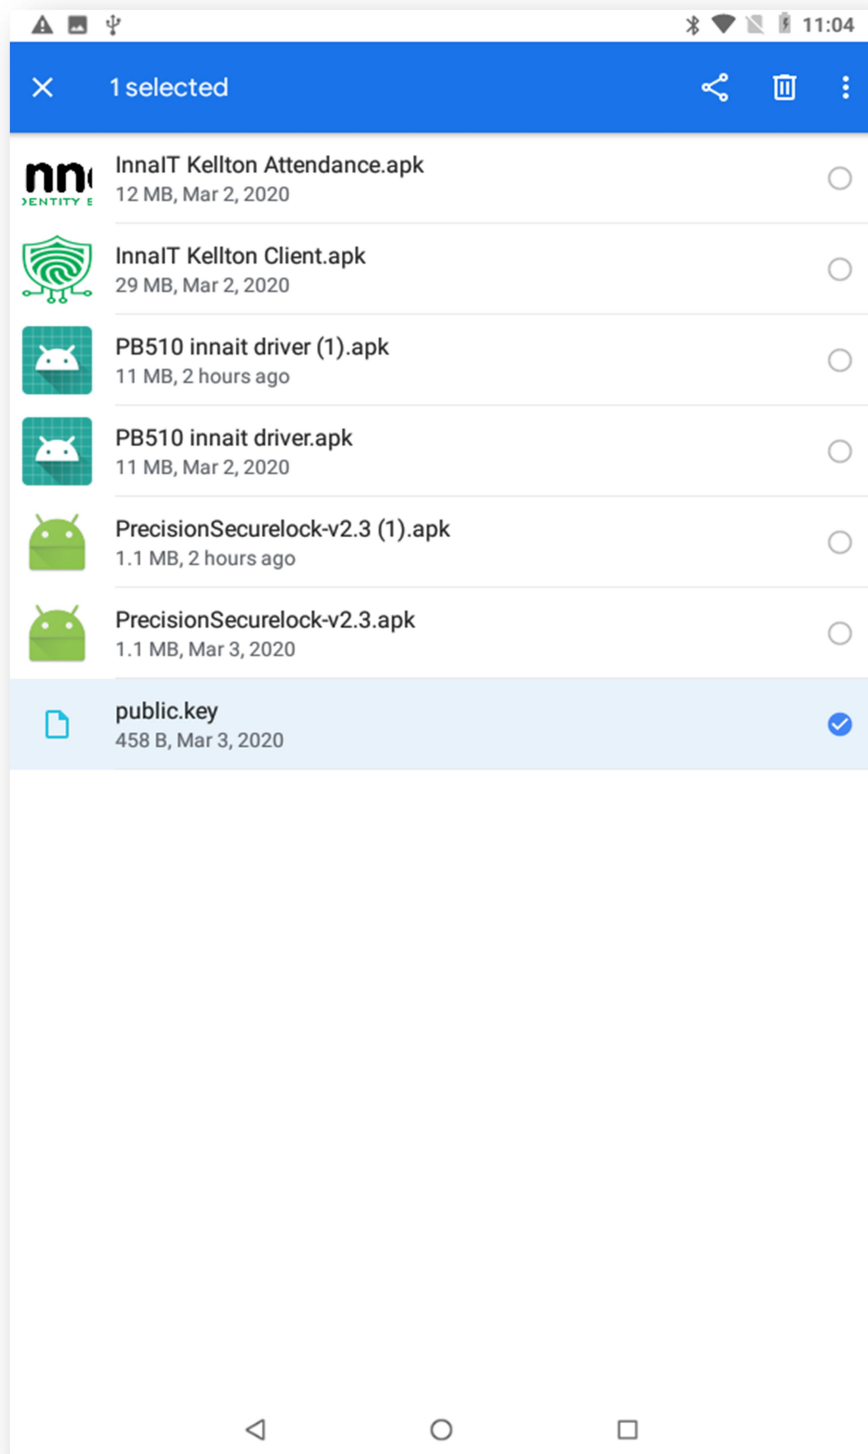 11:04
1 selected
nn
DENTITY E
InnaIT Kellton Attendance.apk
12 MB, Mar 2, 2020
InnaIT Kellton Client.apk
29 MB, Mar 2, 2020
PB510 innait driver (1).apk
11 MB, 2 hours ago
PB510 innait driver.apk
11 MB, Mar 2, 2020
PrecisionSecurelock-v2.3 (1).apk
1.1 MB, 2 hours ago
PrecisionSecurelock-v2.3.apk
1.1 MB, Mar 3, 2020
public.key
458 B, Mar 3, 2020